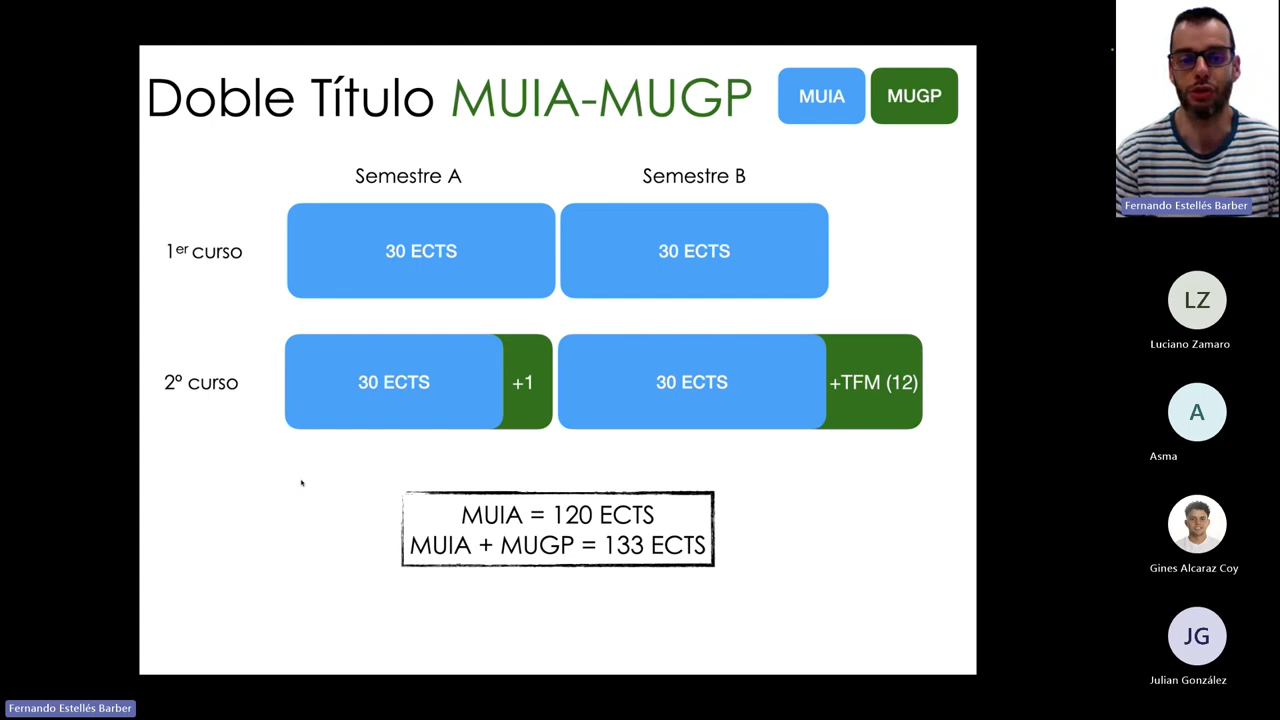 Doble Título MUIA-MUGP
MUIA
MUGP
Semestre A
Semestre B
1er curso
30 ECTS
30 ECTS
2º curso
30 ECTS
+1
30 ECTS
+TFM (12)
MUIA = 120 ECTS
MUIA + MUGP = 133 ECTS
Fernando Estellés Barber
LZ
Luciano Zamaro
A
Asma
Gines Alcaraz Coy
JG
Julian González
Fernando Estellés Barber